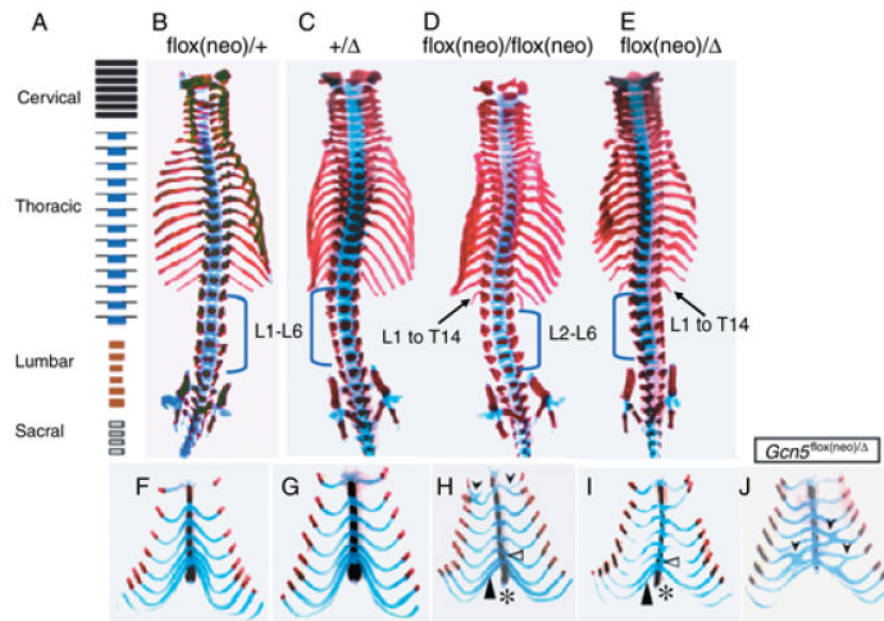 A B C D E
flox(neo)/+ +/Δ flox(neo)/flox(neo) flox(neo)/Δ
Cervical
Thoracic
L1-L6 L1 to T14 L2-L6 L1 to T14
Lumbar
Sacral
Gcn5flox(neo)/Δ
F G H I J
* *